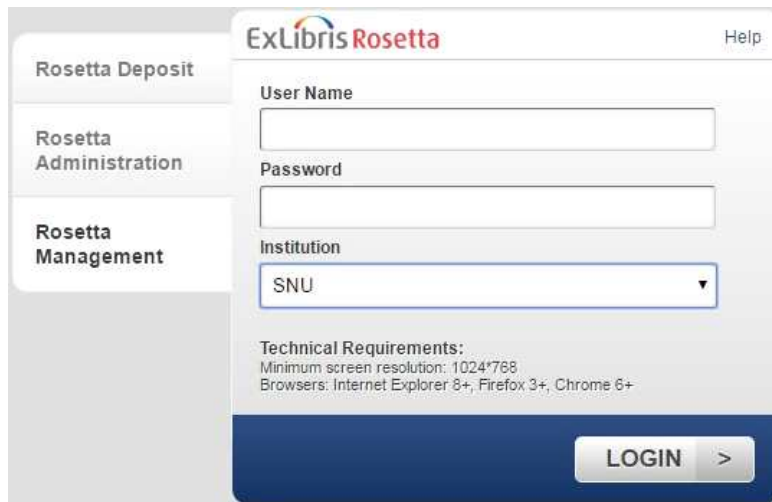 Rosetta Deposit
Rosetta
Administration
Rosetta
Management
ExLibris Rosetta
Help
User Name
Password
Institution
SNU
Technical Requirements:
Minimum screen resolution: 1024*768
Browsers: Internet Explorer 8+, Firefox 3+, Chrome 6+
LOGIN >